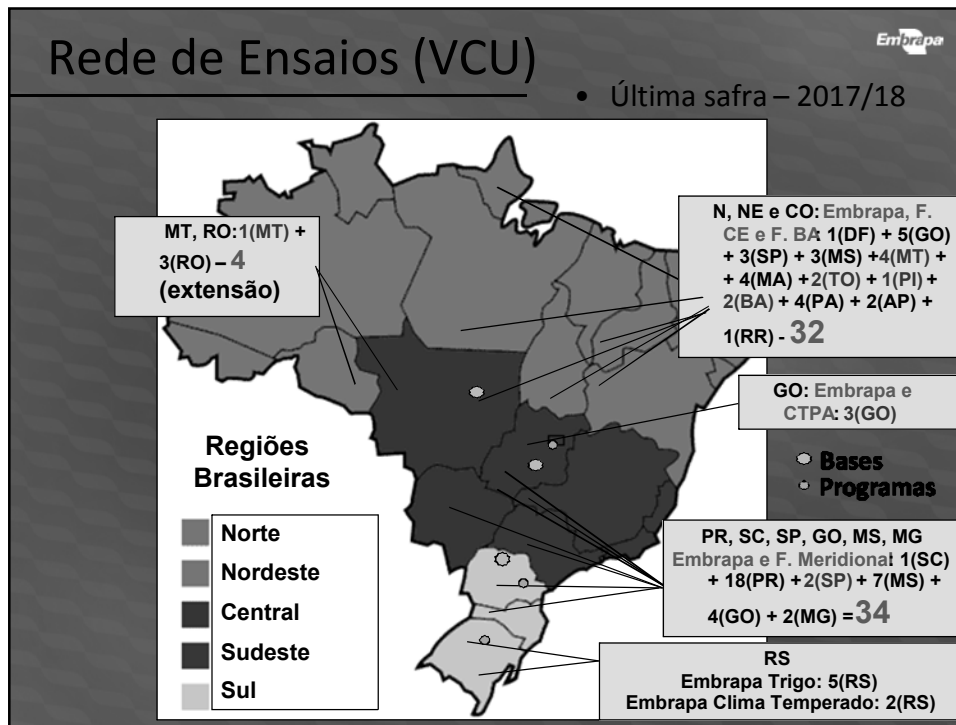 Rede de Ensaios (VCU)
Embrapa
• Última safra – 2017/18
MT, RO:1(MT) +
3(RO) – 4
(extensão)
N, NE e CO: Embrapa, F.
CE e F. BA: 1(DF) + 5(GO)
+ 3(SP) + 3(MS) +4(MT) +
+ 4(MA) +2(TO) + 1(PI) +
2(BA) + 4(PA) + 2(AP) +
1(RR) - 32
GO: Embrapa e
CTPA: 3(GO)
Bases
Programas
Regiões
Brasileiras
Norte
Nordeste
Central
Sudeste
Sul
PR, SC, SP, GO, MS, MG
Embrapa e F. Meridional: 1(SC)
+ 18(PR) +2(SP) + 7(MS) +
4(GO) + 2(MG) =34
RS
Embrapa Trigo: 5(RS)
Embrapa Clima Temperado: 2(RS)